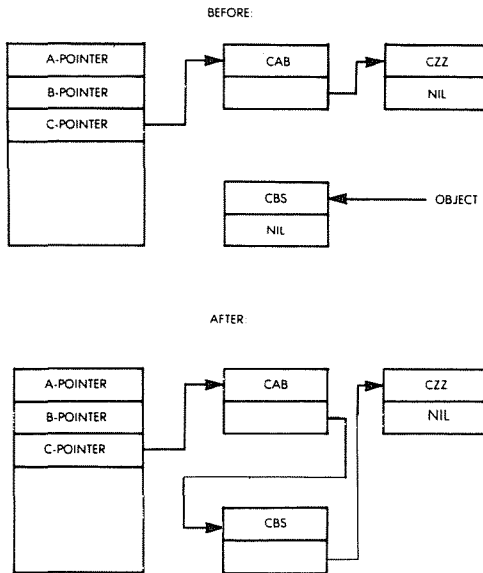 BEFORE:
A-POINTER
B-POINTER
C-POINTER
CAB
CZZ
NIL
CBS
NIL
OBJECT
AFTER:
A-POINTER
B-POINTER
C-POINTER
CAB
CZZ
NIL
CBS